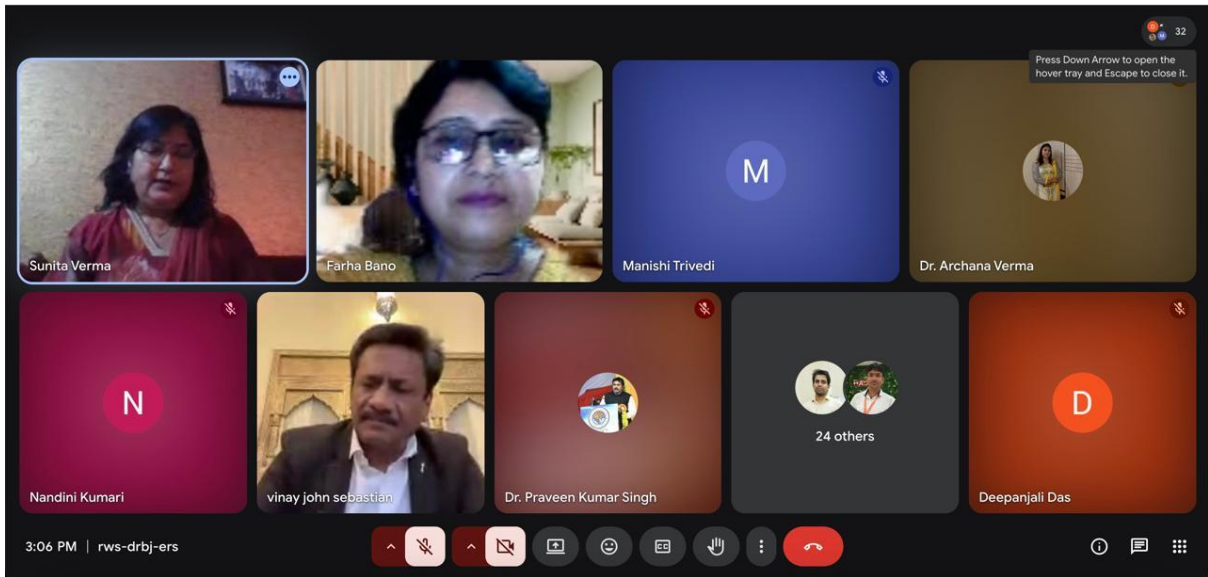 32
Press Down Arrow to open the
hover tray and Escape to close it.
Sunita Verma
Farha Bano
M
Manishi Trivedi
Dr. Archana Verma
N
Nandini Kumari
vinay john sebastian
Dr. Praveen Kumar Singh
24 others
D
Deepanjali Das
3:06 PM | rws-drbj-ers
CC